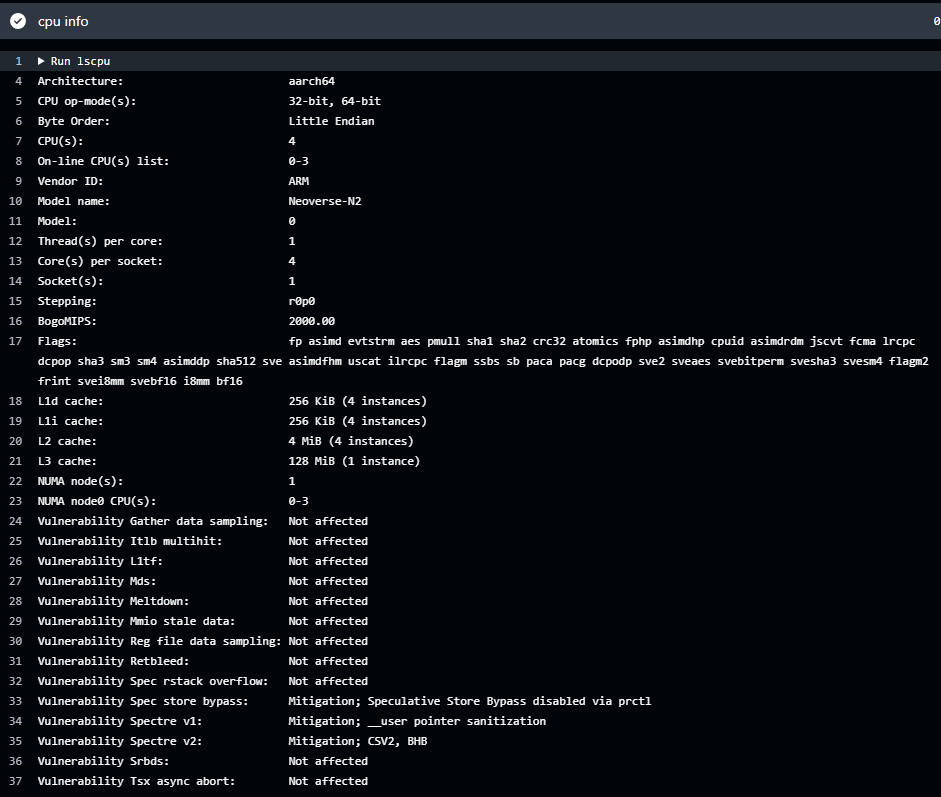 cpu info 0
1 ▶ Run lscpu
4 Architecture: aarch64
5 CPU op-mode(s): 32-bit, 64-bit
6 Byte Order: Little Endian
7 CPU(s): 4
8 On-line CPU(s) list: 0-3
9 Vendor ID: ARM
10 Model name: Neoverse-N2
11 Model: 0
12 Thread(s) per core: 1
13 Core(s) per socket: 4
14 Socket(s): 1
15 Stepping: r0p0
16 BogoMIPS: 2000.00
17 Flags: fp asimd evtstrm aes pmull sha1 sha2 crc32 atomics fphp asimdhp cpuid asimdrdm jscvt fcma lrcpc
dcpop sha3 sm3 sm4 asimddp sha512 sve asimdfhm uscat ilrcpc flagm ssbs sb paca pacg dcpodp sve2 sveaes svebitperm svesha3 svesm4 flagm2
frint svei8mm svebf16 i8mm bf16
18 L1d cache: 256 KiB (4 instances)
19 L1i cache: 256 KiB (4 instances)
20 L2 cache: 4 MiB (4 instances)
21 L3 cache: 128 MiB (1 instance)
22 NUMA node(s): 1
23 NUMA node0 CPU(s): 0-3
24 Vulnerability Gather data sampling: Not affected
25 Vulnerability Itlb multihit: Not affected
26 Vulnerability L1tf: Not affected
27 Vulnerability Mds: Not affected
28 Vulnerability Meltdown: Not affected
29 Vulnerability Mmio stale data: Not affected
30 Vulnerability Reg file data sampling: Not affected
31 Vulnerability Retbleed: Not affected
32 Vulnerability Spec rstack overflow: Not affected
33 Vulnerability Spec store bypass: Mitigation; Speculative Store Bypass disabled via prctl
34 Vulnerability Spectre v1: Mitigation; __user pointer sanitization
35 Vulnerability Spectre v2: Mitigation; CSV2, BHB
36 Vulnerability Srbds: Not affected
37 Vulnerability Tsx async abort: Not affected